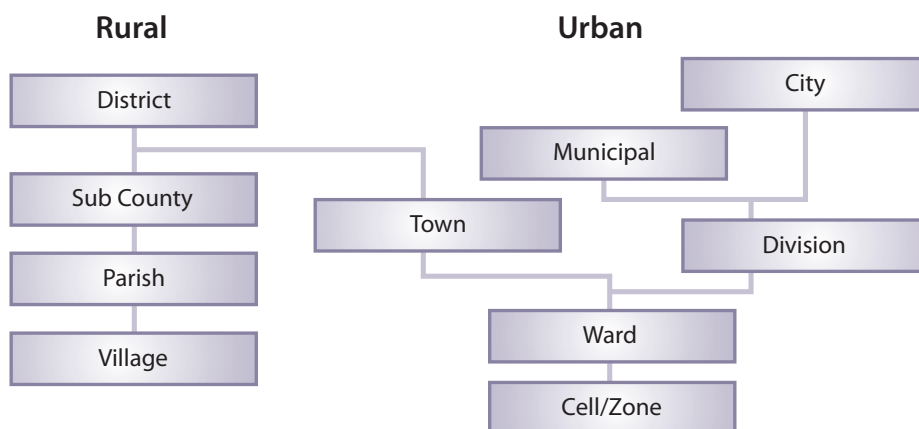 Rural
Urban
District
City
Municipal
Sub County
Town
Division
Parish
Ward
Village
Cell/Zone